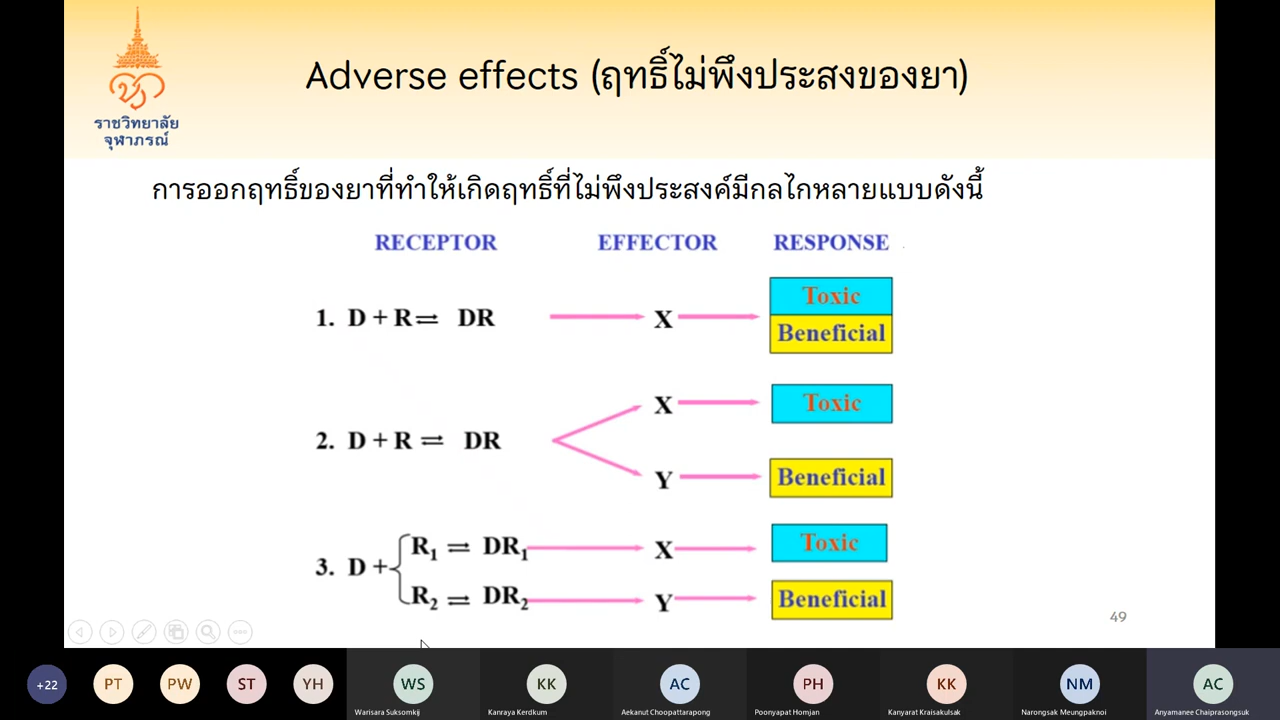 ราชวิทยาลัย
จุฬาภรณ์
Adverse effects (ฤทธิ์ไม่พึงประสงของยา)
การออกฤทธิ์ของยาที่ทำให้เกิดฤทธิ์ที่ไม่พึงประสงค์มีกลไกหลายแบบดังนี้
RECEPTOR EFFECTOR RESPONSE
1. D + R ⇌ DR X Toxic
Beneficial
2. D + R ⇌ DR X Toxic
Y Beneficial
3. D + R₁ ⇌ DR₁ X Toxic
R₂ ⇌ DR₂ Y Beneficial
49
+22 PT PW ST YH WS KK AC PH KK NM AC
Warisara Suksomkij Kanraya Kerdkum Aekanut Choopattarapong Poonyapat Homjan Kanyarat Kraisakulsak Narongsak Meungpaknoi Anyamanee Chaiprasongsuk